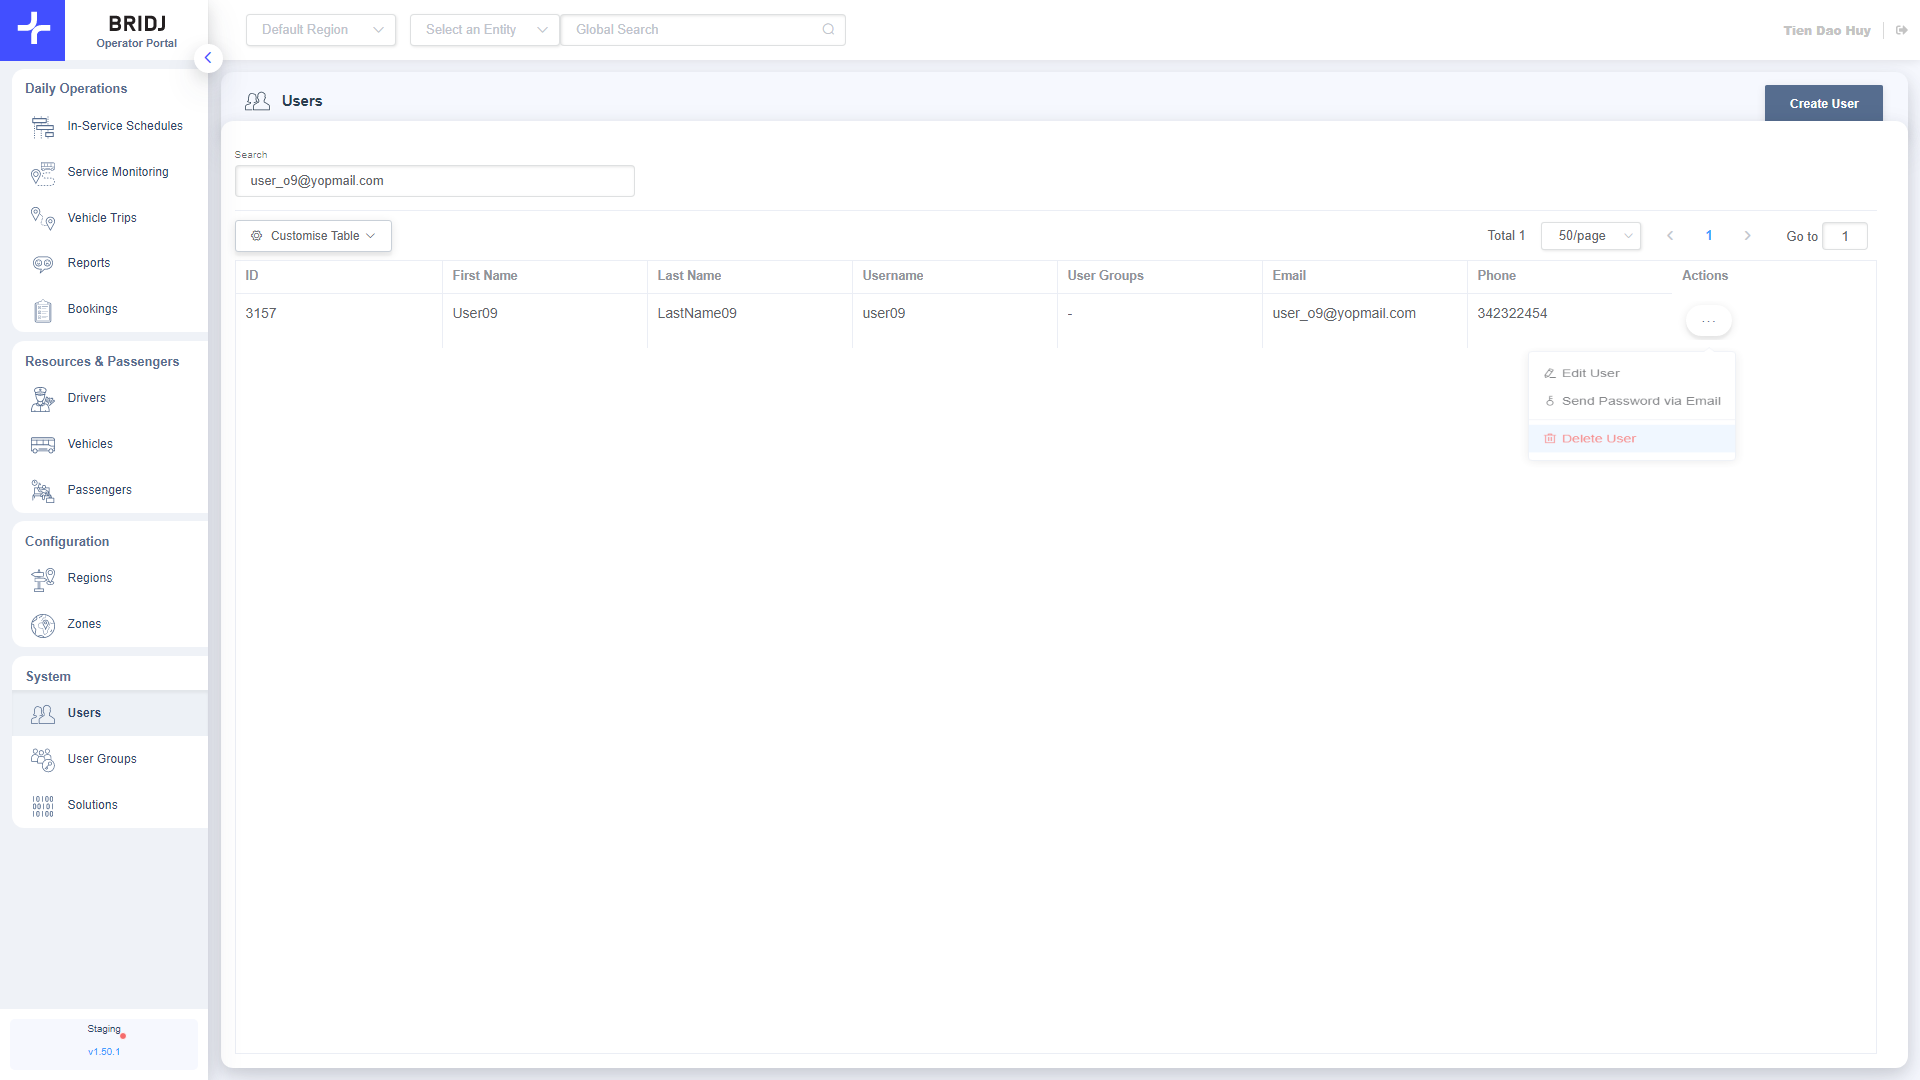 BRIDJ
Operator Portal
Default Region
Select an Entity
Global Search
Tien Dao Huy
Daily Operations
In-Service Schedules
Service Monitoring
Vehicle Trips
Reports
Bookings
Resources & Passengers
Drivers
Vehicles
Passengers
Configuration
Regions
Zones
System
Users
User Groups
Solutions
Staging
v1.50.1
Users
Create User
Search
user_o9@yopmail.com
Customise Table
Total 1
50/page
1
Go to
1
ID First Name Last Name Username User Groups Email Phone Actions
3157 User09 LastName09 user09 - user_o9@yopmail.com 342322454 ...
Edit User
Send Password via Email
Delete User